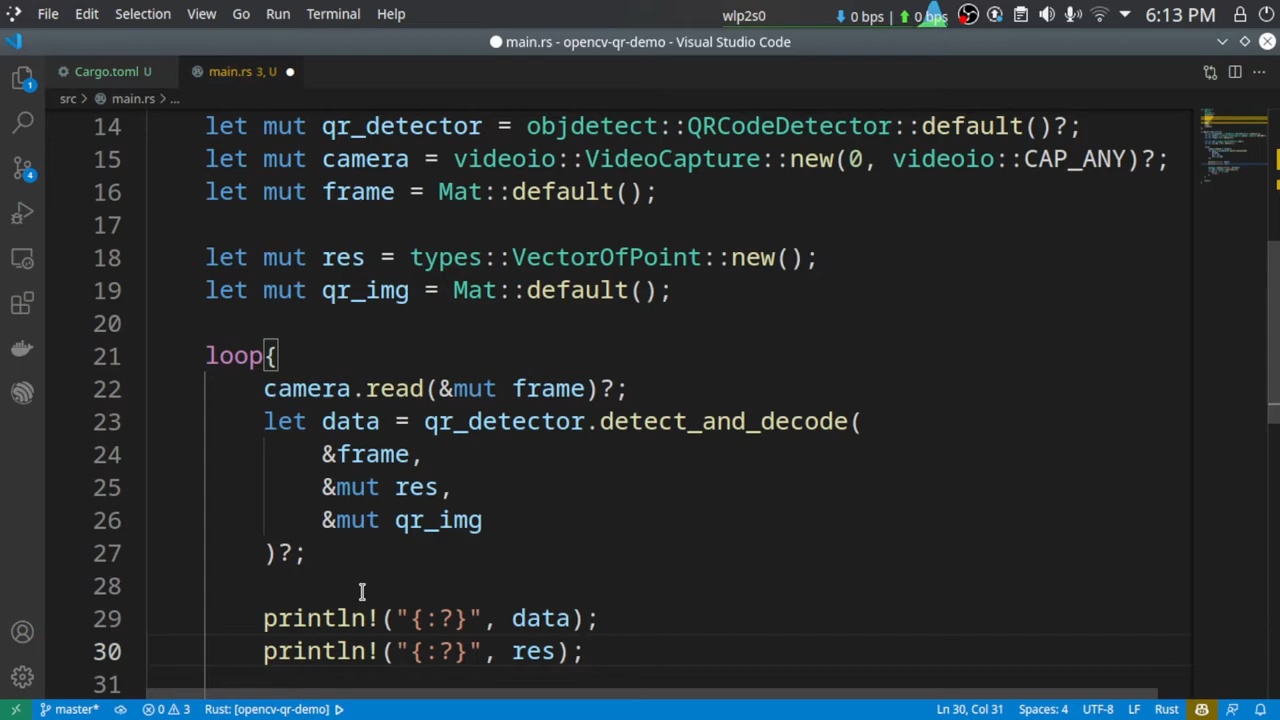 File Edit Selection View Go Run Terminal Help wlp2s0 0 bps | 0 bps | 6:13 PM
main.rs - opencv-qr-demo - Visual Studio Code
Cargo.toml U main.rs 3, U
src > main.rs > ...
14 let mut qr_detector = objdetect::QRCodeDetector::default()?;
15 let mut camera = videoio::VideoCapture::new(0, videoio::CAP_ANY)?;
16 let mut frame = Mat::default();
17
18 let mut res = types::VectorOfPoint::new();
19 let mut qr_img = Mat::default();
20
21 loop{
22 camera.read(&mut frame)?;
23 let data = qr_detector.detect_and_decode(
24 &frame,
25 &mut res,
26 &mut qr_img
27 )?;
28
29 println!("{:?}", data);
30 println!("{:?}", res);
31
1
4
master* 0 3 Rust: [opencv-qr-demo] Ln 30, Col 31 Spaces: 4 UTF-8 LF Rust